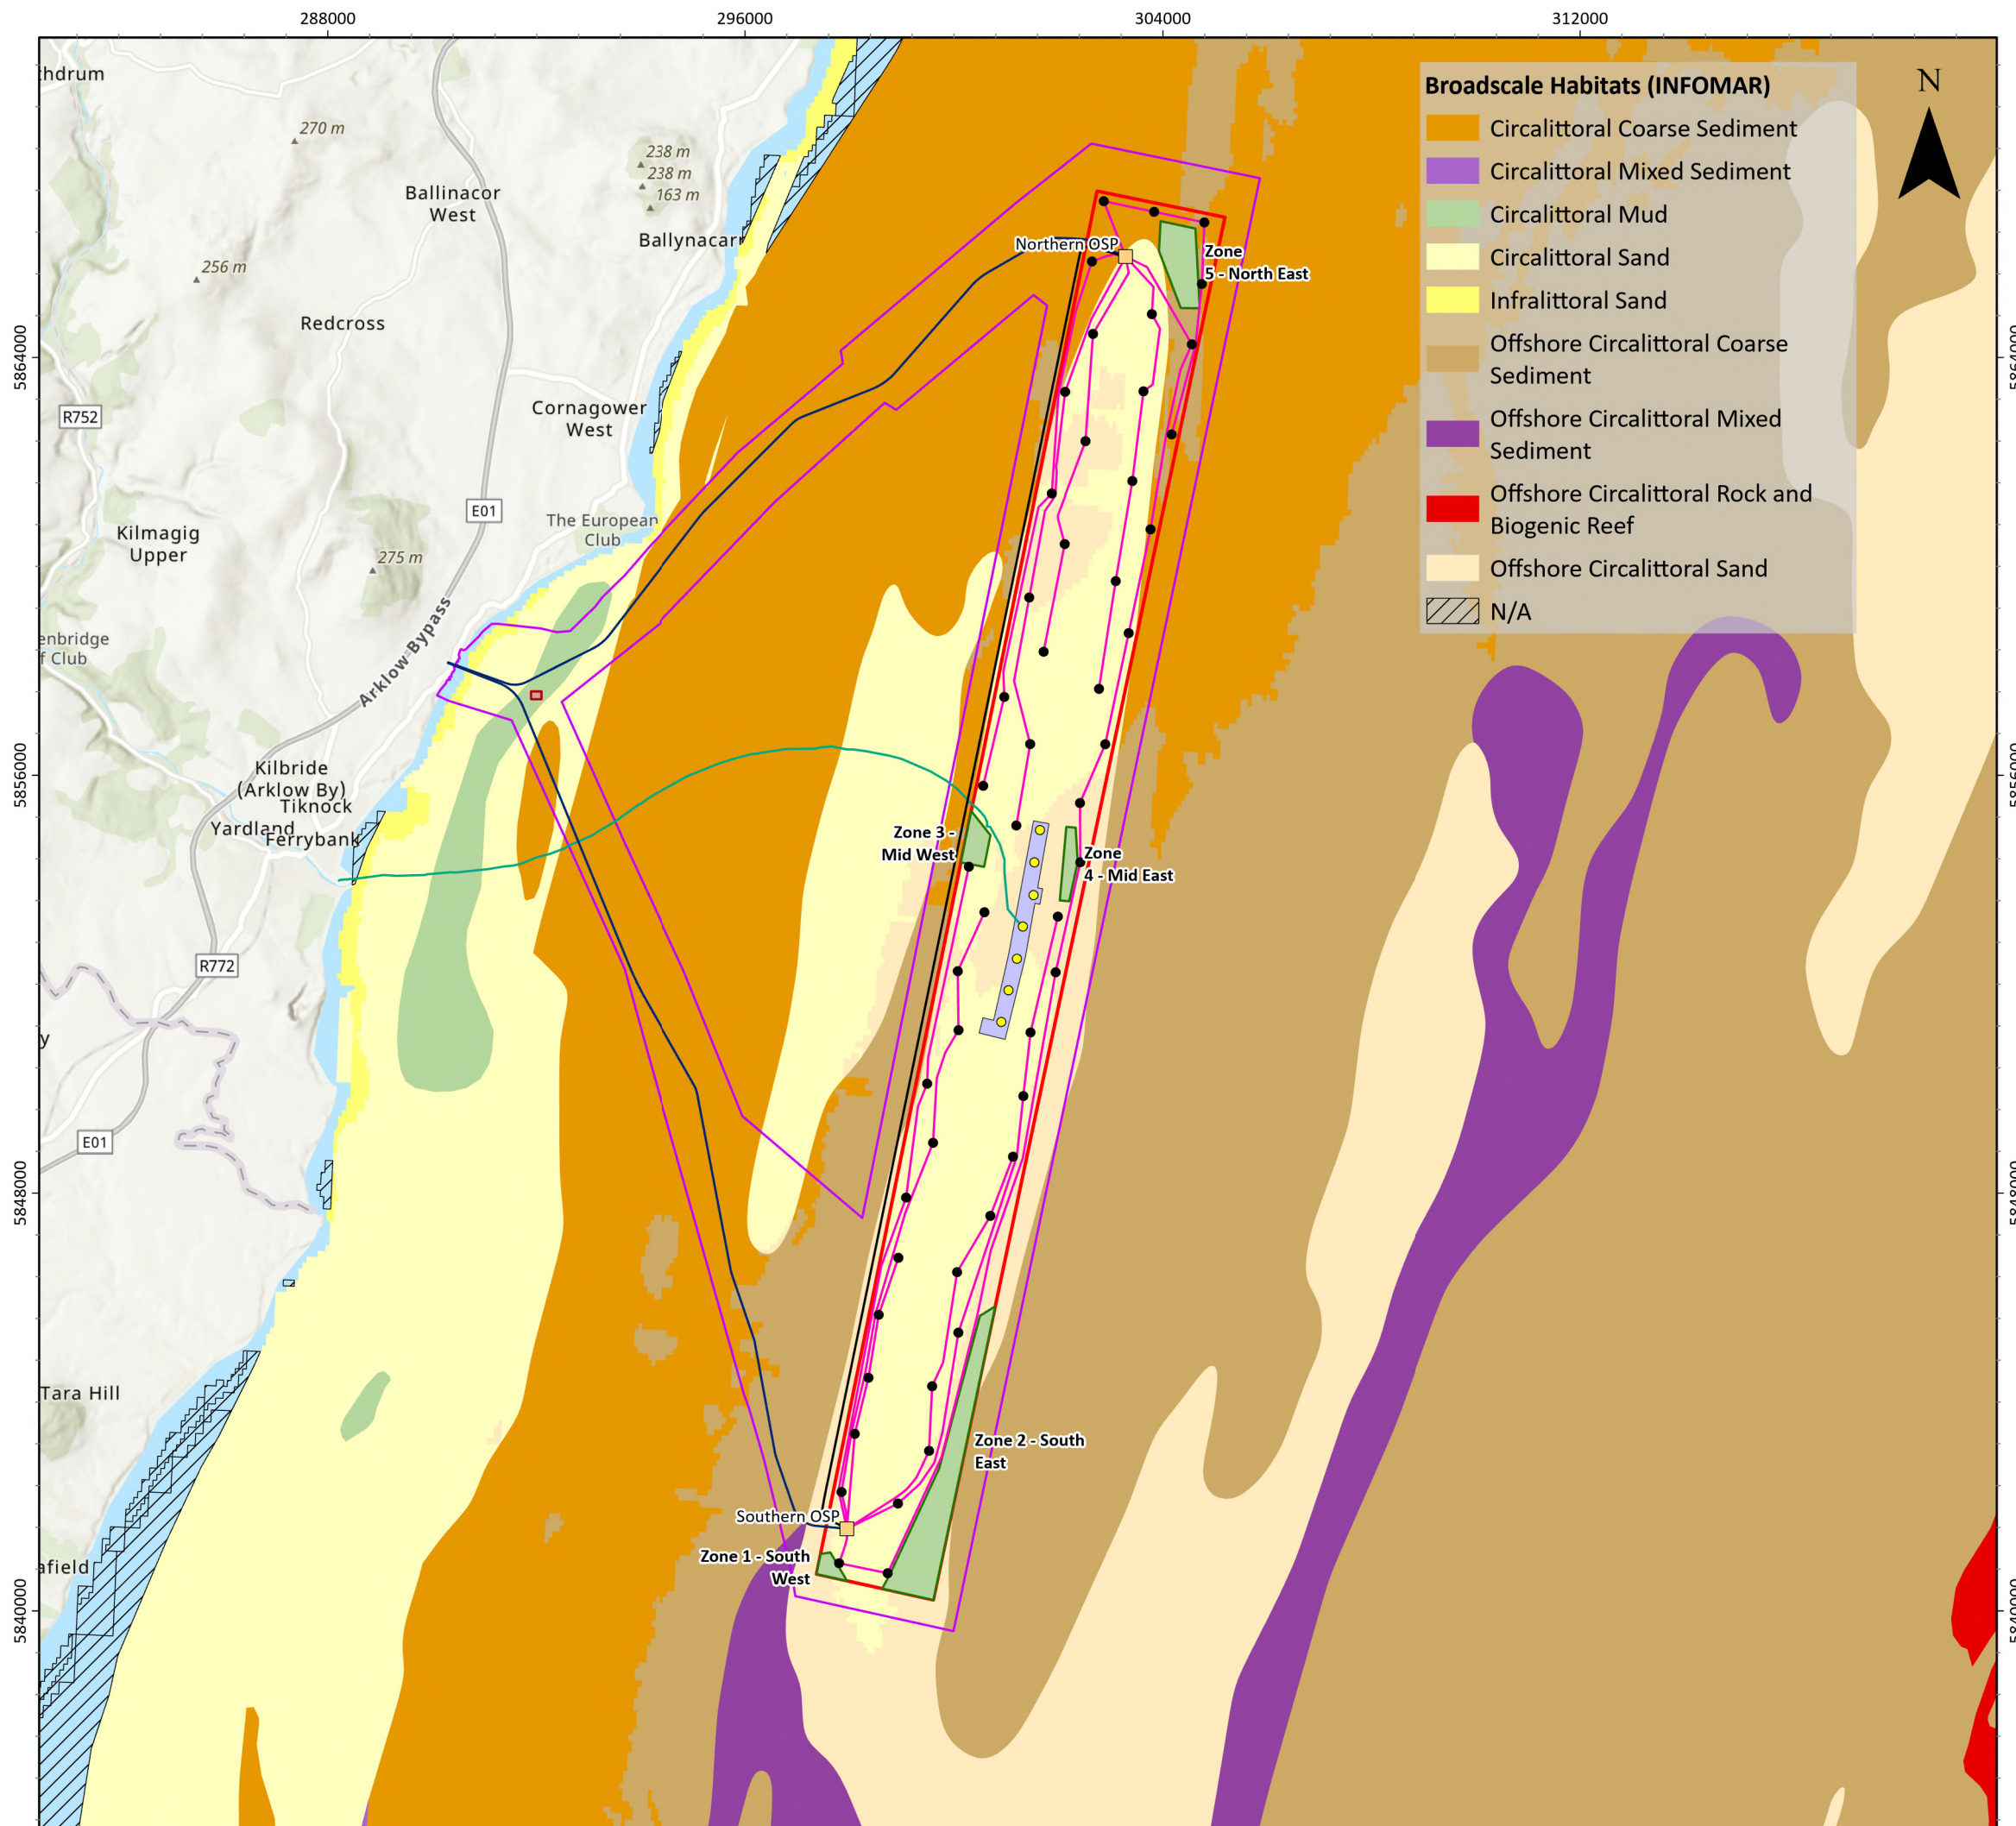 288000
296000
304000
312000
Broadscale Habitats (INFOMAR)
Circalittoral Coarse Sediment
Circalittoral Mixed Sediment
Circalittoral Mud
Circalittoral Sand
Infralittoral Sand
Offshore Circalittoral Coarse
Sediment
Offshore Circalittoral Mixed
Sediment
Offshore Circalittoral Rock and
Biogenic Reef
Offshore Circalittoral Sand
N/A
N
hdrum
270 m
238 m
238 m
163 m
Ballinacor
West
Ballynacarr
256 m
Redcross
Northern OSP
Zone
5 - North East
5864000
5864000
R752
Cornagower
West
E01
The European
Club
Kilmagig
Upper
275 m
enbridge
f Club
Arklow Bypass
5856000
5856000
Kilbride
(Arklow By)
Tiknock
Yardland
Ferrybank
Zone 3 -
Mid West
Zone
4 - Mid East
R772
y
E01
5848000
5848000
Tara Hill
Zone 2 - South
East
Southern OSP
Zone 1 - South
West
afield
5840000
5840000